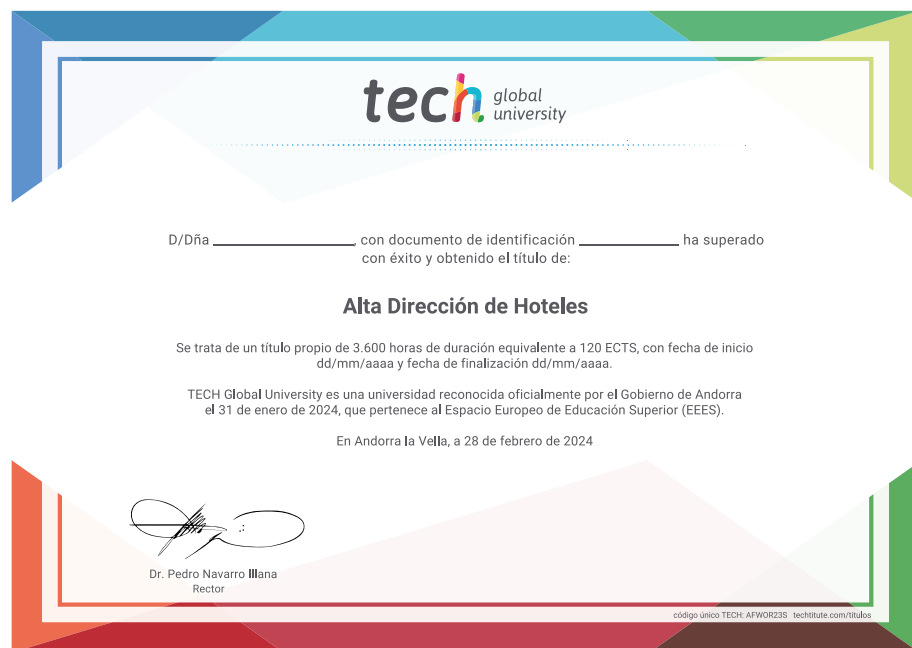 tech global university
D/Dña ____________________, con documento de identificación ______________ ha superado
con éxito y obtenido el título de:
Alta Dirección de Hoteles
Se trata de un título propio de 3.600 horas de duración equivalente a 120 ECTS, con fecha de inicio
dd/mm/aaaa y fecha de finalización dd/mm/aaaa.
TECH Global University es una universidad reconocida oficialmente por el Gobierno de Andorra
el 31 de enero de 2024, que pertenece al Espacio Europeo de Educación Superior (EEES).
En Andorra la Vella, a 28 de febrero de 2024
Dr. Pedro Navarro Illana
Rector
código único TECH: AFWOR23S techtitute.com/titulos